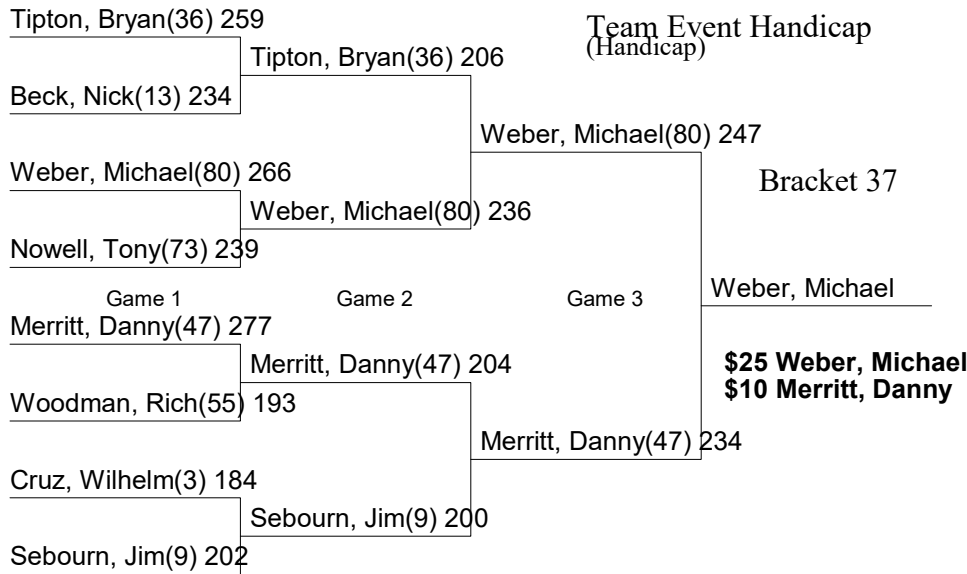 Tipton, Bryan(36) 259
Team Event Handicap
(Handicap)
Tipton, Bryan(36) 206
Beck, Nick(13) 234
Weber, Michael(80) 247
Weber, Michael(80) 266
Bracket 37
Weber, Michael(80) 236
Nowell, Tony(73) 239
Game 1
Game 2
Game 3
Weber, Michael
Merritt, Danny(47) 277
Merritt, Danny(47) 204
$25 Weber, Michael
$10 Merritt, Danny
Woodman, Rich(55) 193
Merritt, Danny(47) 234
Cruz, Wilhelm(3) 184
Sebourn, Jim(9) 200
Sebourn, Jim(9) 202